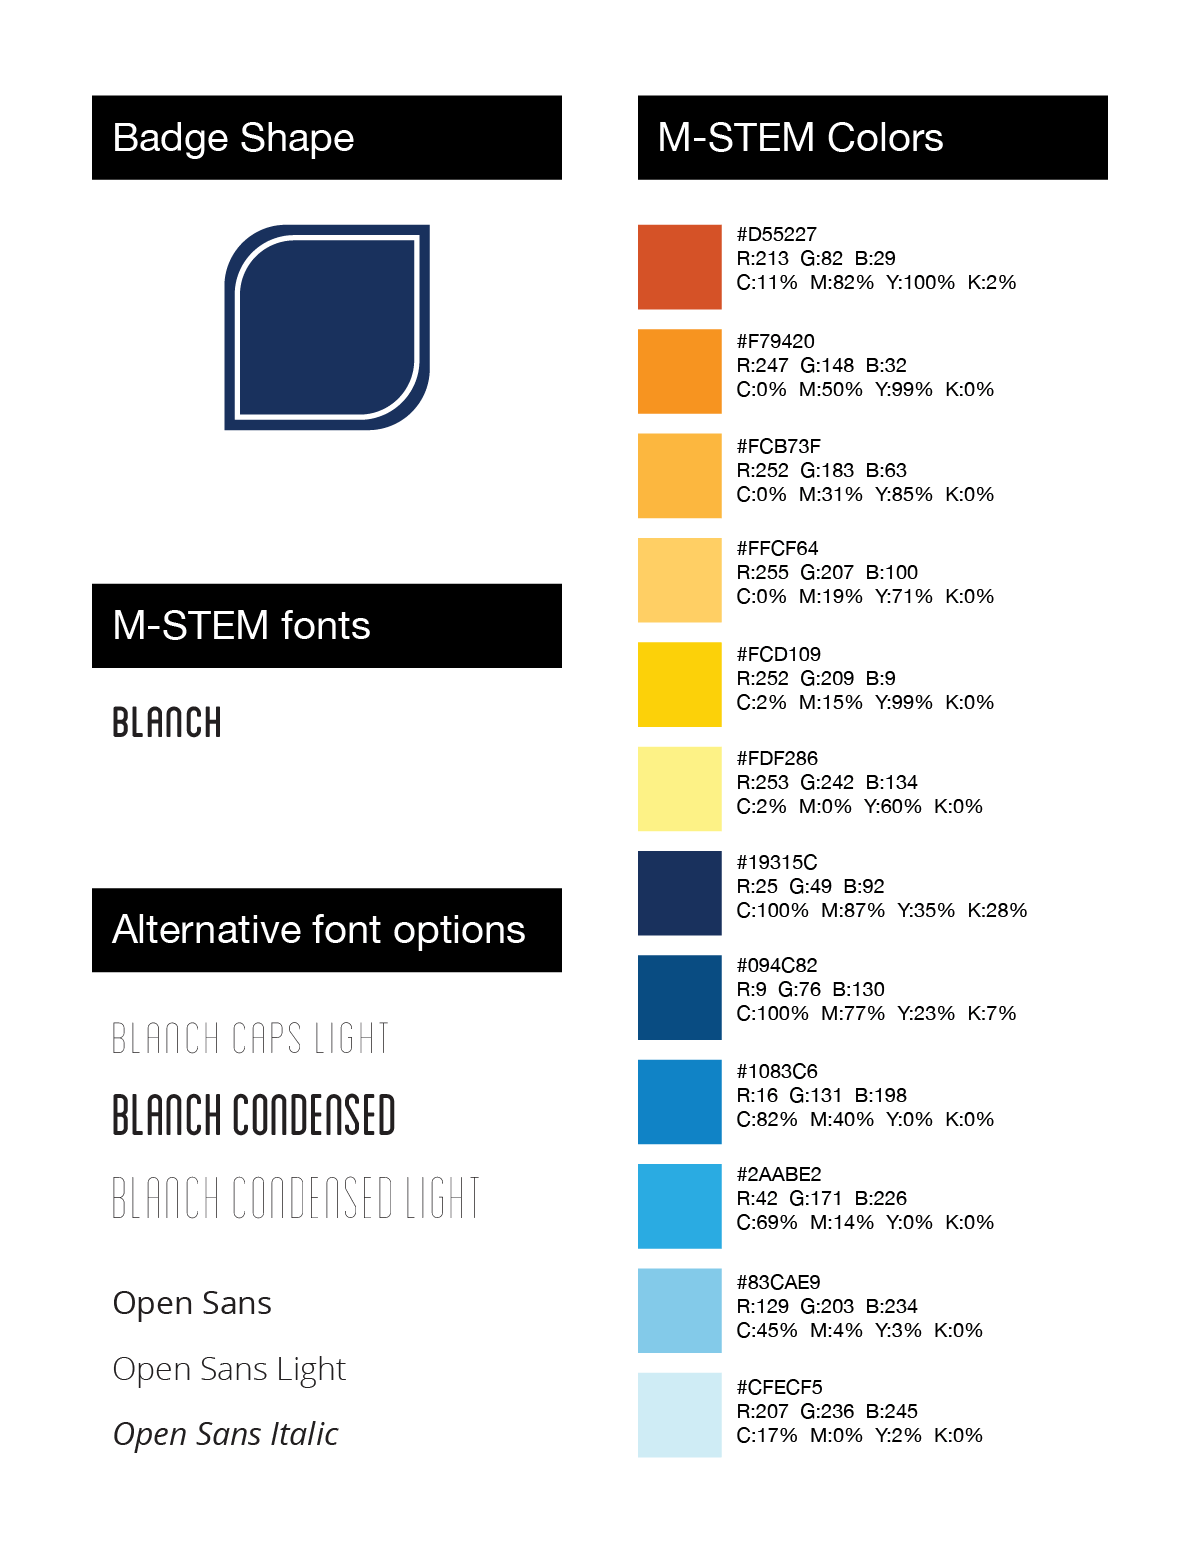 Badge Shape
M-STEM fonts
BLANCH
Alternative font options
BLANCH CAPS LIGHT
BLANCH CONDENSED
BLANCH CONDENSED LIGHT
Open Sans
Open Sans Light
Open Sans Italic
M-STEM Colors
#D55227
R:213 G:82 B:29
C:11% M:82% Y:100% K:2%
#F79420
R:247 G:148 B:32
C:0% M:50% Y:99% K:0%
#FCB73F
R:252 G:183 B:63
C:0% M:31% Y:85% K:0%
#FFCF64
R:255 G:207 B:100
C:0% M:19% Y:71% K:0%
#FCD109
R:252 G:209 B:9
C:2% M:15% Y:99% K:0%
#FDF286
R:253 G:242 B:134
C:2% M:0% Y:60% K:0%
#19315C
R:25 G:49 B:92
C:100% M:87% Y:35% K:28%
#094C82
R:9 G:76 B:130
C:100% M:77% Y:23% K:7%
#1083C6
R:16 G:131 B:198
C:82% M:40% Y:0% K:0%
#2AABE2
R:42 G:171 B:226
C:69% M:14% Y:0% K:0%
#83CAE9
R:129 G:203 B:234
C:45% M:4% Y:3% K:0%
#CFECF5
R:207 G:236 B:245
C:17% M:0% Y:2% K:0%